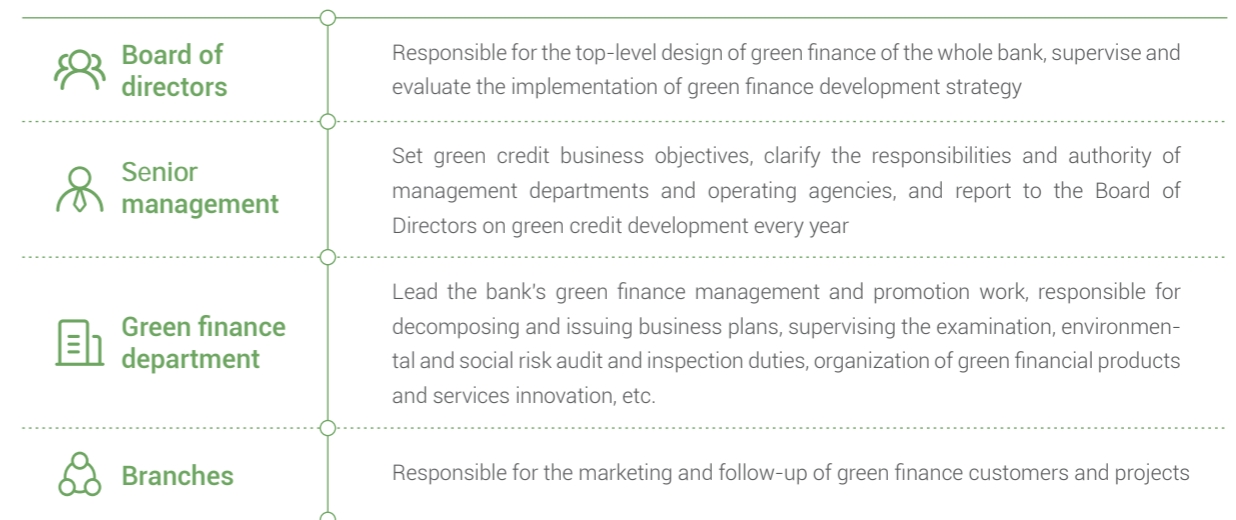 Board of
directors
Responsible for the top-level design of green finance of the whole bank, supervise and
evaluate the implementation of green finance development strategy
Senior
management
Set green credit business objectives, clarify the responsibilities and authority of
management departments and operating agencies, and report to the Board of
Directors on green credit development every year
Green finance
department
Lead the bank's green finance management and promotion work, responsible for
decomposing and issuing business plans, supervising the examination, environmen-
tal and social risk audit and inspection duties, organization of green financial products
and services innovation, etc.
Branches
Responsible for the marketing and follow-up of green finance customers and projects